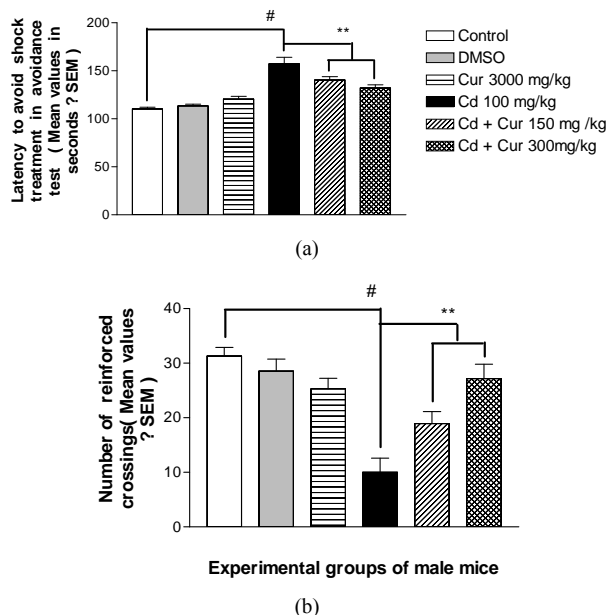 #
**
200
150
100
50
0
Latency to avoid shock
treatment in avoidance
test ( Mean values in
seconds ? SEM )
Control
DMSO
Cur 3000 mg/kg
Cd 100 mg/kg
Cd + Cur 150 mg /kg
Cd + Cur 300mg/kg
(a)
#
**
40
30
20
10
0
Number of reinforced
crossings( Mean values
? SEM )
Experimental groups of male mice
(b)